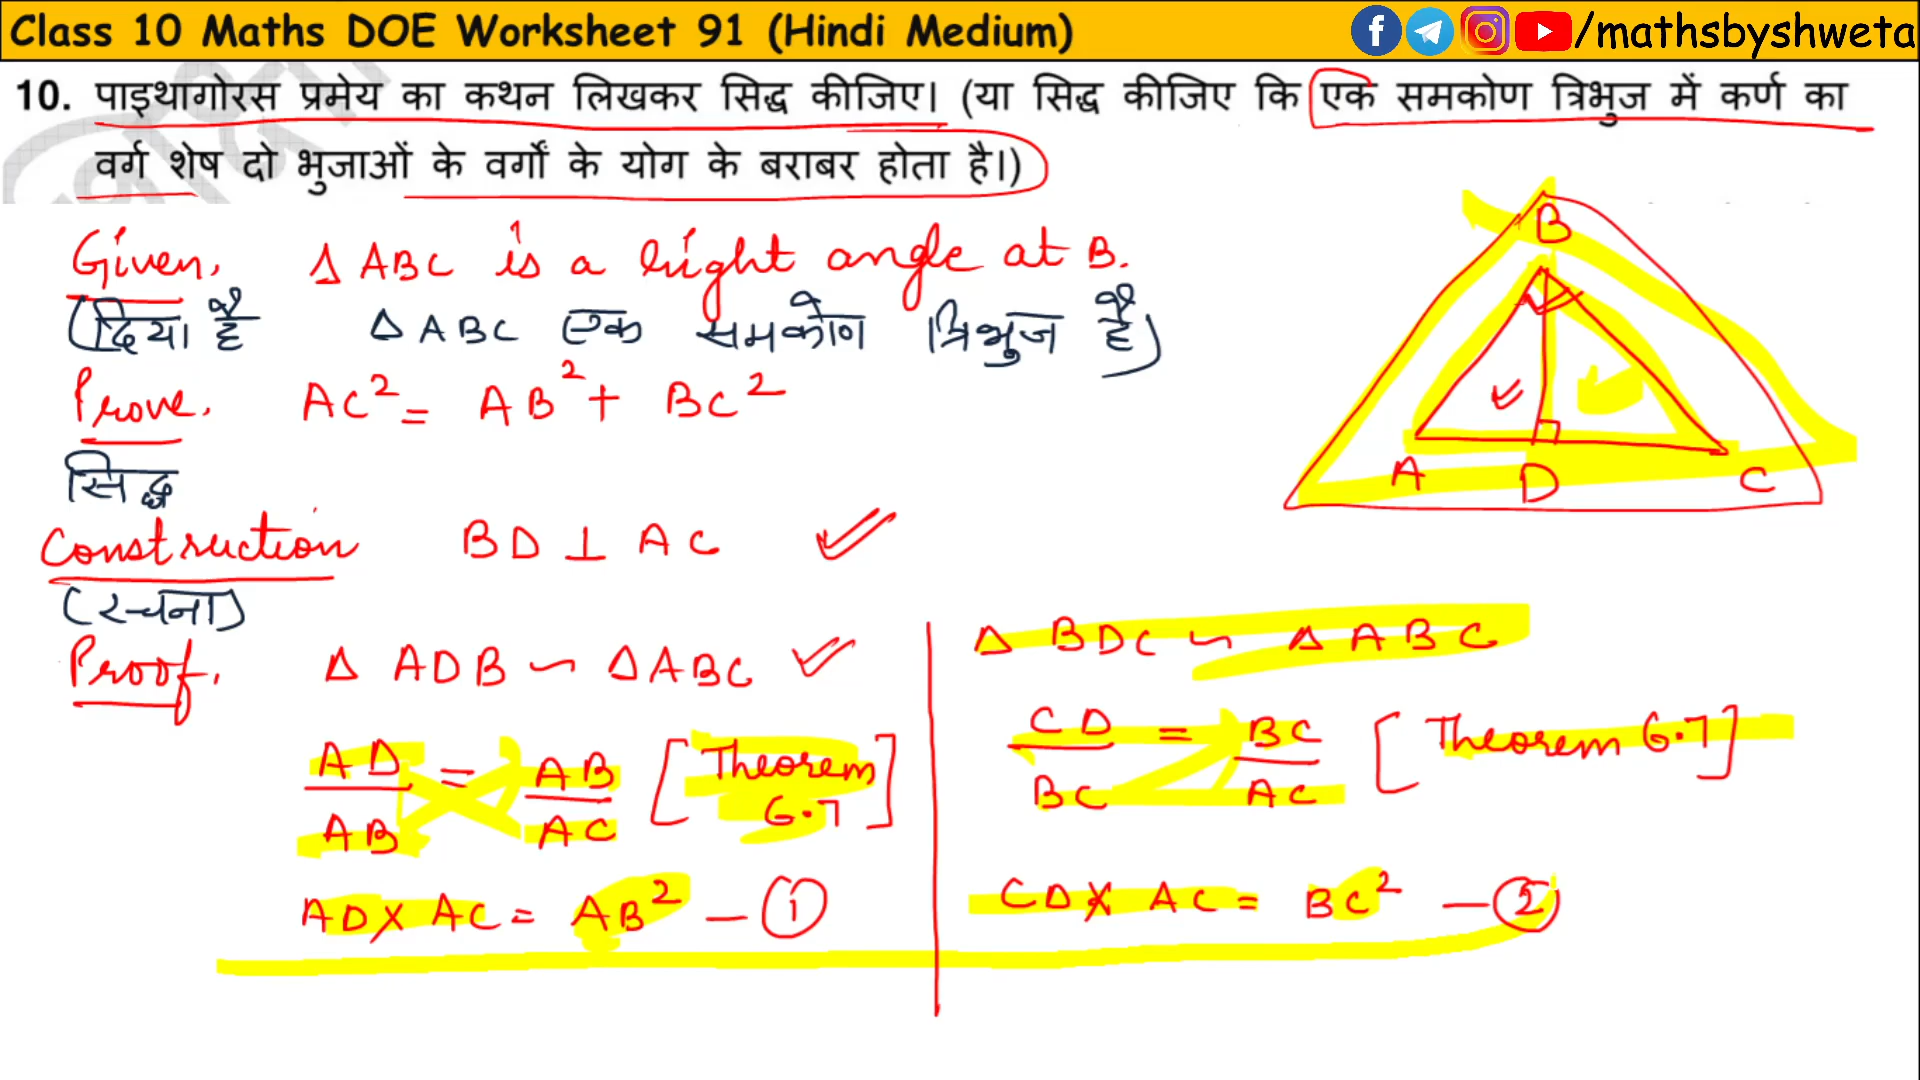 Class 10 Maths DOE Worksheet 91 (Hindi Medium) /mathsbyshweta
10. पाइथागोरस प्रमेय का कथन लिखकर सिद्ध कीजिए। (या सिद्ध कीजिए कि एक समकोण त्रिभुज में कर्ण का
वर्ग शेष दो भुजाओं के वर्गों के योग के बराबर होता है।)
Given, Δ ABC is a right angle at B.
(दिया है Δ ABC एक समकोण त्रिभुज है)
Prove, AC² = AB² + BC²
सिद्ध
Construction BD ⊥ AC ✓
(रचना)
Proof, Δ ADB ∽ Δ ABC ✓
AD/AB = AB/AC [Theorem 6.7]
AD × AC = AB² — ①
Δ BDC ∽ Δ ABC
CD/BC = BC/AC [Theorem 6.7]
CD × AC = BC² — ②
B
A D C